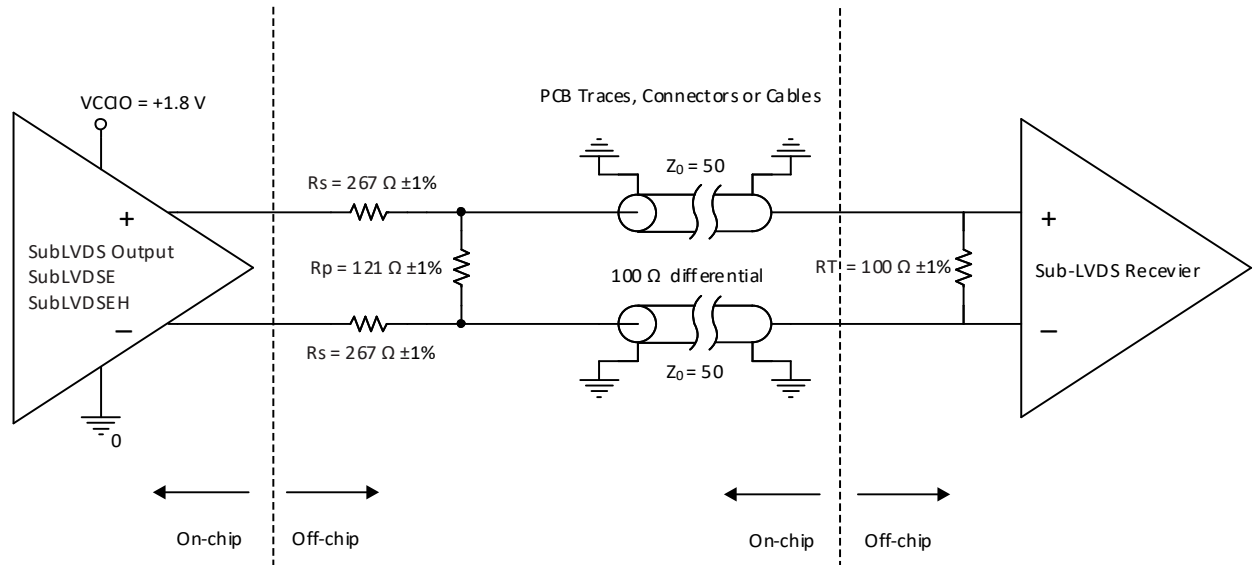 VCCIO = +1.8 V
PCB Traces, Connectors or Cables
Z0 = 50
Rs = 267 Ω ±1%
+
+
SubLVDS Output
SubLVDSE
SubLVDSEH
Rp = 121 Ω ±1%
100 Ω differential
RT = 100 Ω ±1%
Sub-LVDS Recevier
−
−
Rs = 267 Ω ±1%
Z0 = 50
0
On-chip
Off-chip
On-chip
Off-chip